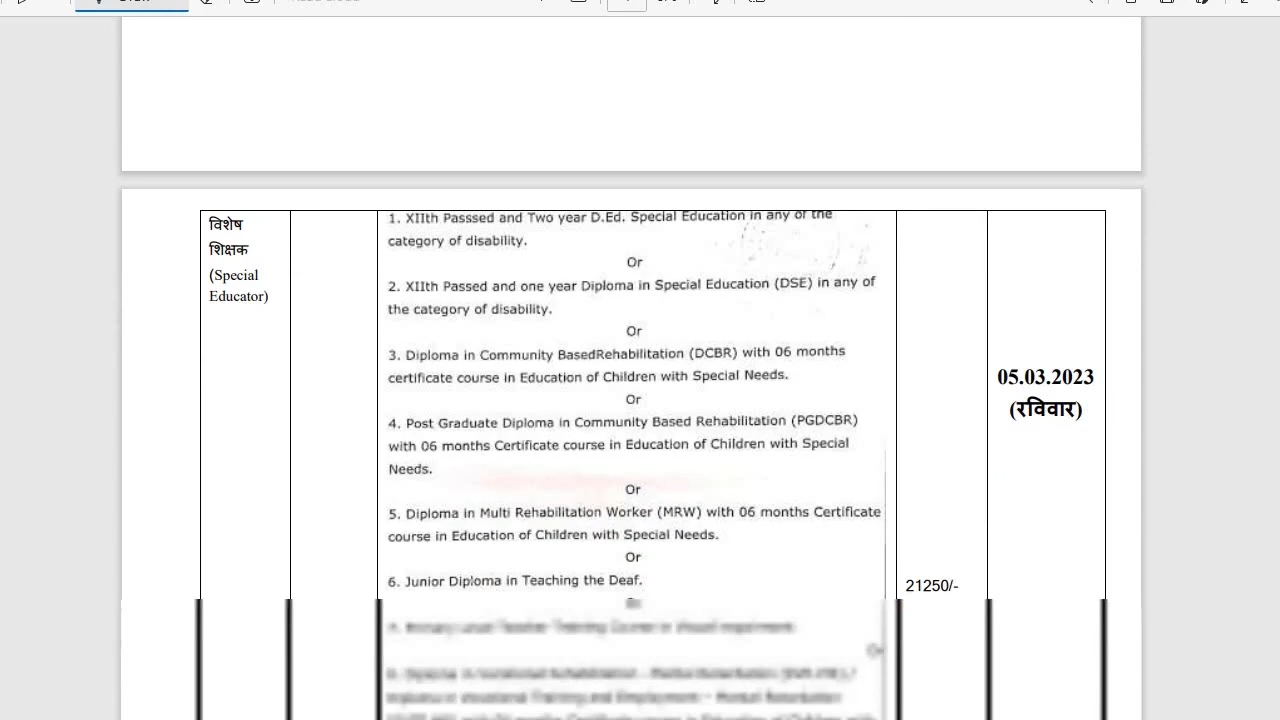 विशेष
शिक्षक
(Special
Educator)
1. XIIth Passsed and Two year D.Ed. Special Education in any of the
category of disability.
Or
2. XIIth Passed and one year Diploma in Special Education (DSE) in any of
the category of disability.
Or
3. Diploma in Community BasedRehabilitation (DCBR) with 06 months
certificate course in Education of Children with Special Needs.
Or
4. Post Graduate Diploma in Community Based Rehabilitation (PGDCBR)
with 06 months Certificate course in Education of Children with Special
Needs.
Or
5. Diploma in Multi Rehabilitation Worker (MRW) with 06 months Certificate
course in Education of Children with Special Needs.
Or
6. Junior Diploma in Teaching the Deaf.
21250/-
05.03.2023
(रविवार)